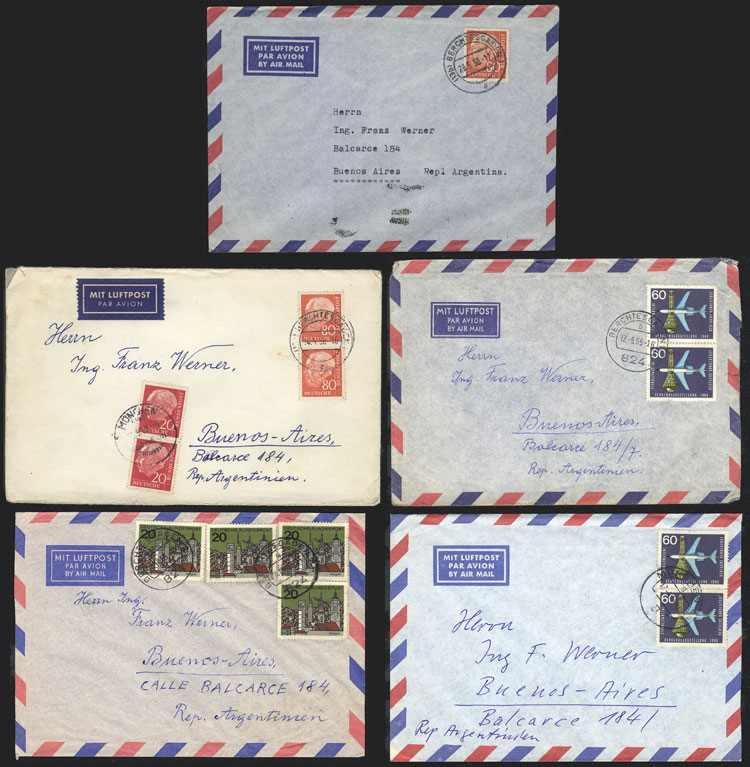 MIT LUFTPOST
PAR AVION
BY AIR MAIL
80
DEUTSCHE
Herrn
Ing. Franz Werner
Balcarce 184
Buenos Aires Repl Argentina.
MIT LUFTPOST
PAR AVION
80
80
DEUTSCHE
Herrn
Ing. Franz Werner,
MÜNCHEN
20
20
DEUTSCHE
Buenos-Aires,
Balcarce 184,
Rep. Argentinien.
MIT LUFTPOST
PAR AVION
BY AIR MAIL
60
60
824
Herrn
Ing. Franz Werner,
Buenos-Aires.
Balcarce 184/7.
Rep. Argentinien.
MIT LUFTPOST
PAR AVION
BY AIR MAIL
20
20
20
20
Herrn Ing.
Franz Werner,
Buenos-Aires,
CALLE BALCARCE 184,
Rep. Argentinien
MIT LUFTPOST
PAR AVION
BY AIR MAIL
60
60
Herrn
Ing F. Werner
Buenos-Aires
Balcarce 184/
Rep Argentinien